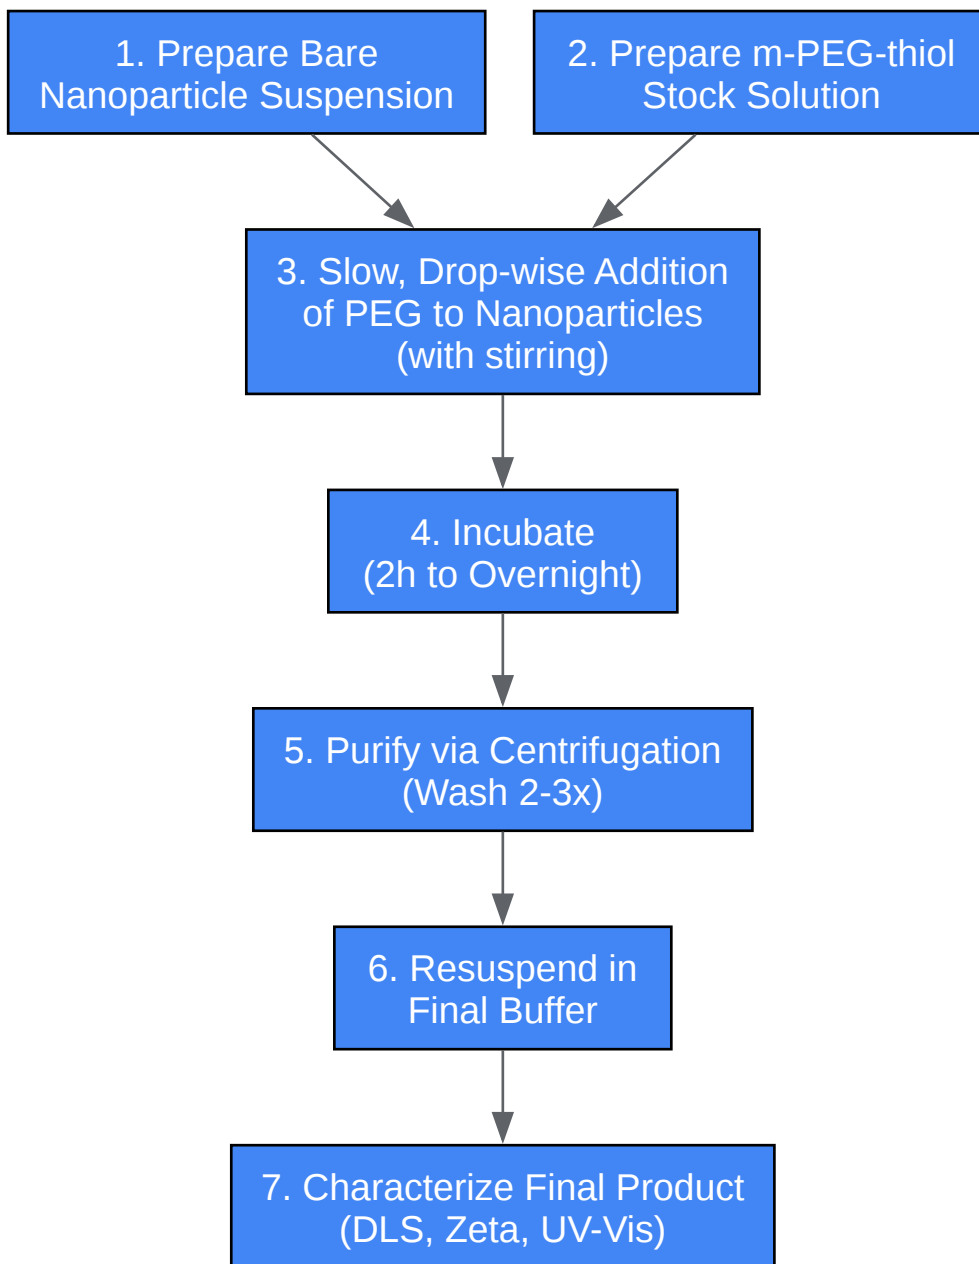 1. Prepare Bare
Nanoparticle Suspension
2. Prepare m-PEG-thiol
Stock Solution
3. Slow, Drop-wise Addition
of PEG to Nanoparticles
(with stirring)
4. Incubate
(2h to Overnight)
5. Purify via Centrifugation
(Wash 2-3x)
6. Resuspend in
Final Buffer
7. Characterize Final Product
(DLS, Zeta, UV-Vis)